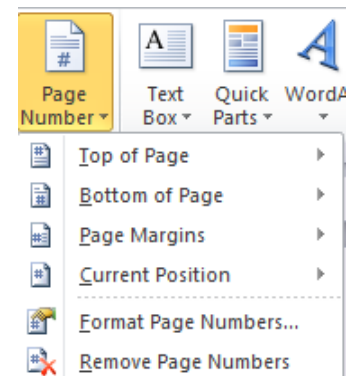 Page Text Quick WordA
Number Box Parts
Top of Page
Bottom of Page
Page Margins
Current Position
Format Page Numbers...
Remove Page Numbers